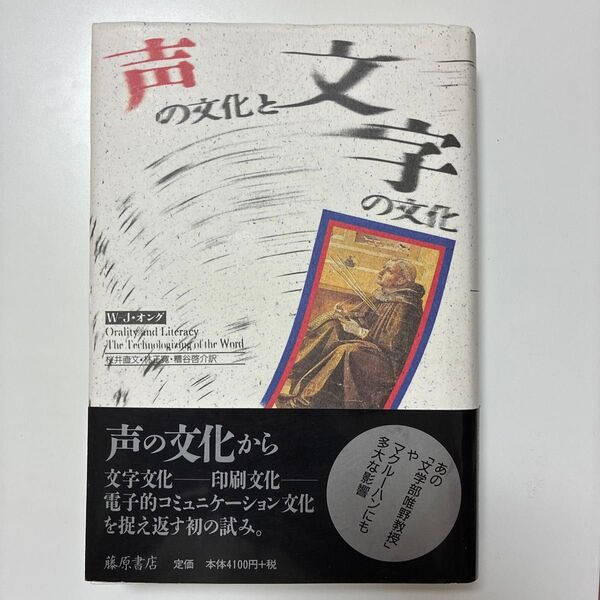 声の文化と
文字の文化
W-J・オング
Orality and Literacy
The Technologizing of the Word
桜井直文・林正寛・糟谷啓介訳
声の文化から
文字文化──印刷文化──
電子的コミュニケーション文化
を捉え返す初の試み。
あの
「文学部唯野教授」
や
マクルーハンにも
多大な影響
藤原書店 定価 本体4100円+税